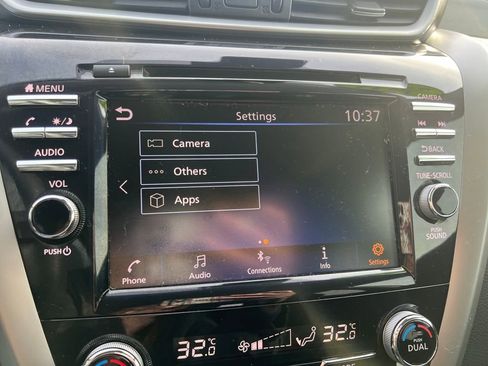 MENU
AUDIO
VOL
PUSH
Settings
10:37
Camera
Others
Apps
Phone
Audio
Connections
Info
Settings
CAMERA
BACK
TUNE·SCROLL
PUSH
SOUND
32.0°C
32.0°C
PUSH
DUAL